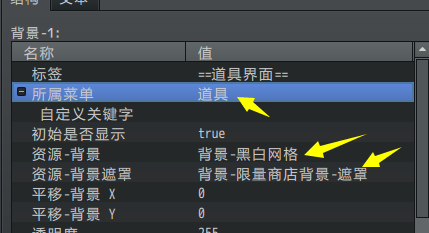 结构 文本
背景-1:
名称 值
标签 ==道具界面==
所属菜单 道具
自定义关键字
初始是否显示 true
资源-背景 背景-黑白网格
资源-背景遮罩 背景-限量商店背景-遮罩
平移-背景 X 0
平移-背景 Y 0
透明度 255